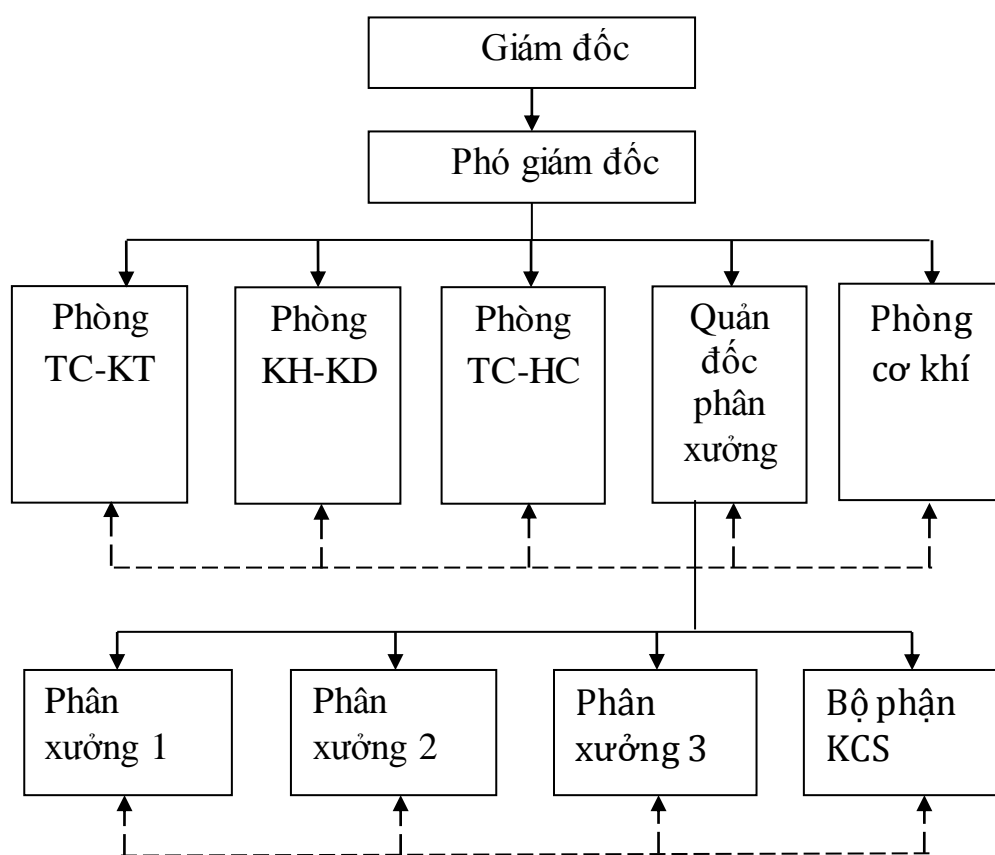 Giám đốc
Phó giám đốc
Phòng
TC-KT
Phòng
KH-KD
Phòng
TC-HC
Quản
đốc
phân
xưởng
Phòng
cơ khí
Phân
xưởng 1
Phân
xưởng 2
Phân
xưởng 3
Bộ phận
KCS